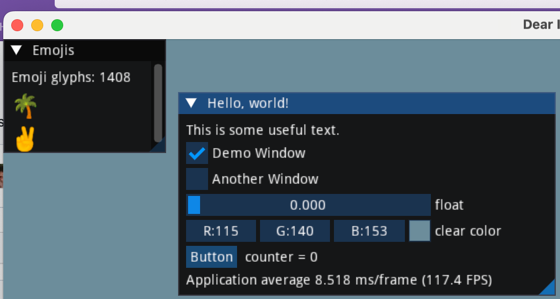 Dear
Emojis
Emoji glyphs: 1408
🌴
✌
Hello, world!
This is some useful text.
Demo Window
Another Window
0.000 float
R:115 G:140 B:153 clear color
Button counter = 0
Application average 8.518 ms/frame (117.4 FPS)